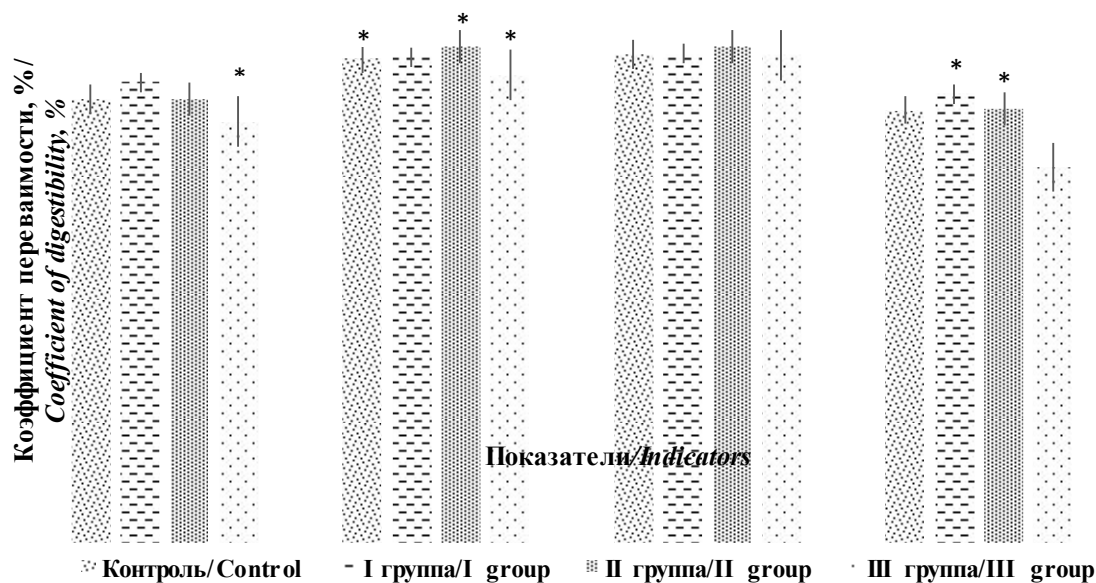 Коэффициент переваимости, %/
Coefficient of digestibility, %
* * * * * *
Показатели/Indicators
Контроль/Control I группа/I group II группа/II group III группа/III group